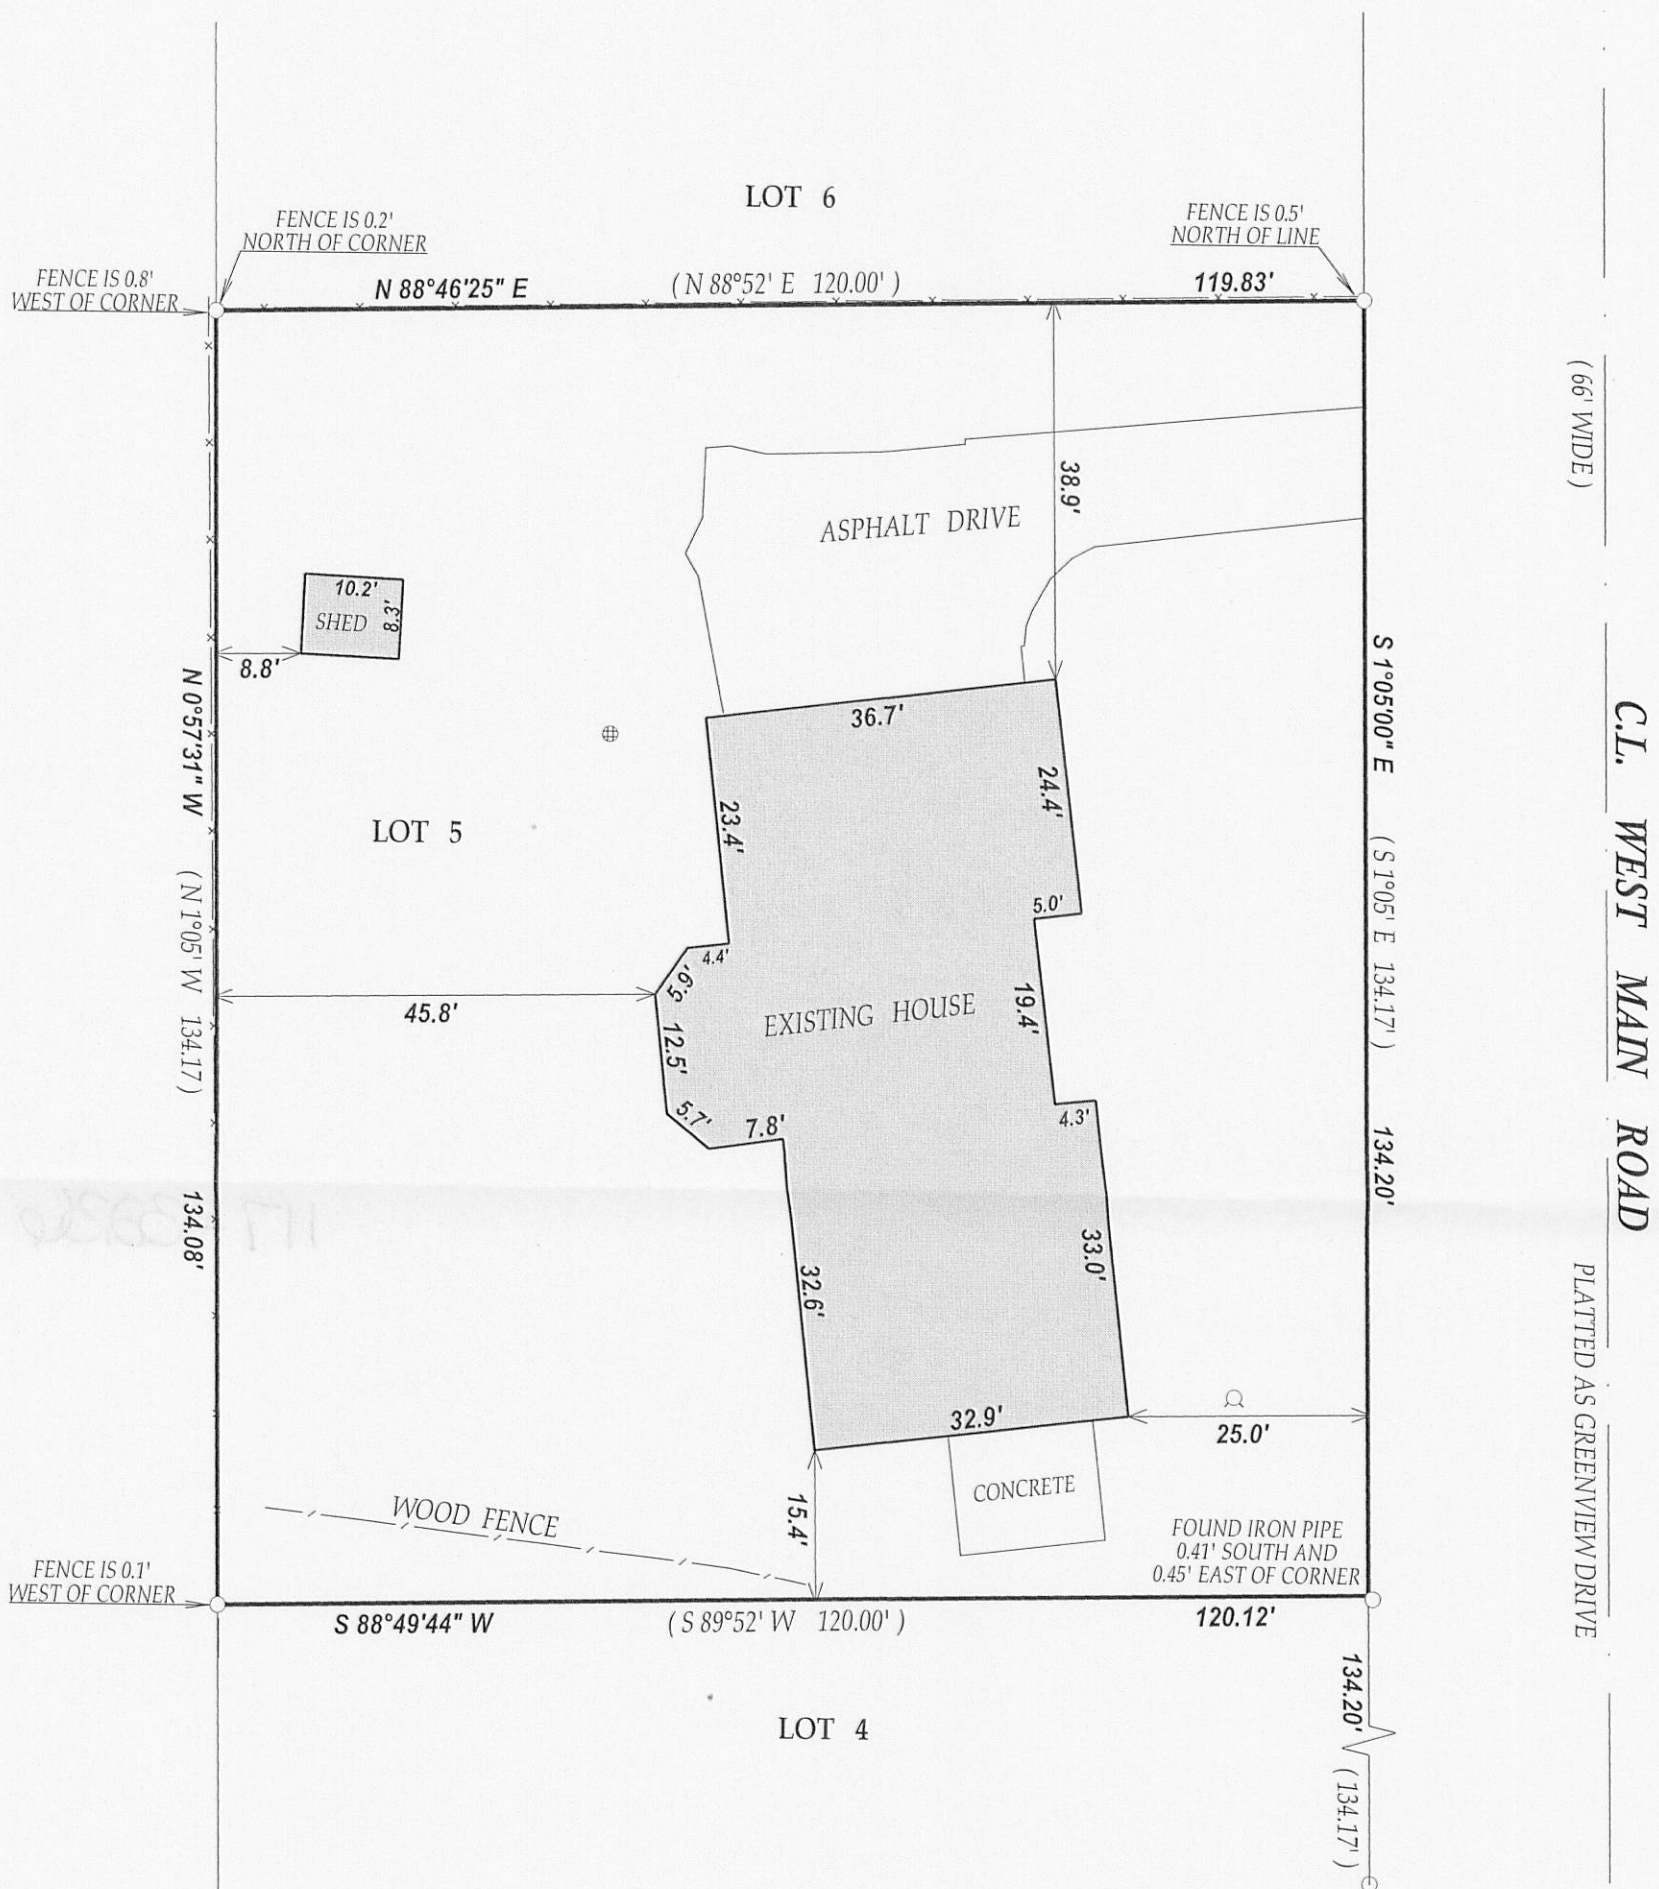 LOT 6
FENCE IS 0.2'
NORTH OF CORNER
FENCE IS 0.5'
NORTH OF LINE
FENCE IS 0.8'
WEST OF CORNER
N 88°46'25" E
( N 88°52' E 120.00' )
119.83'
( 66' WIDE )
38.9'
ASPHALT DRIVE
10.2'
SHED
8.3'
8.8'
36.7'
24.4'
23.4'
LOT 5
N 0°57'31" W
( N 1°05' W 134.17 )
134.08'
S 1°05'00" E
( S 1°05' E 134.17' )
134.20'
C.L. WEST MAIN ROAD
PLATTED AS GREENVIEW DRIVE
5.0'
4.4'
5.9'
45.8'
12.5'
EXISTING HOUSE
19.4'
5.7'
7.8'
4.3'
33.0'
32.6'
32.9'
25.0'
CONCRETE
15.4'
WOOD FENCE
FOUND IRON PIPE
0.41' SOUTH AND
0.45' EAST OF CORNER
FENCE IS 0.1'
WEST OF CORNER
S 88°49'44" W
( S 89°52' W 120.00' )
120.12'
134.20'
( 134.17' )
LOT 4